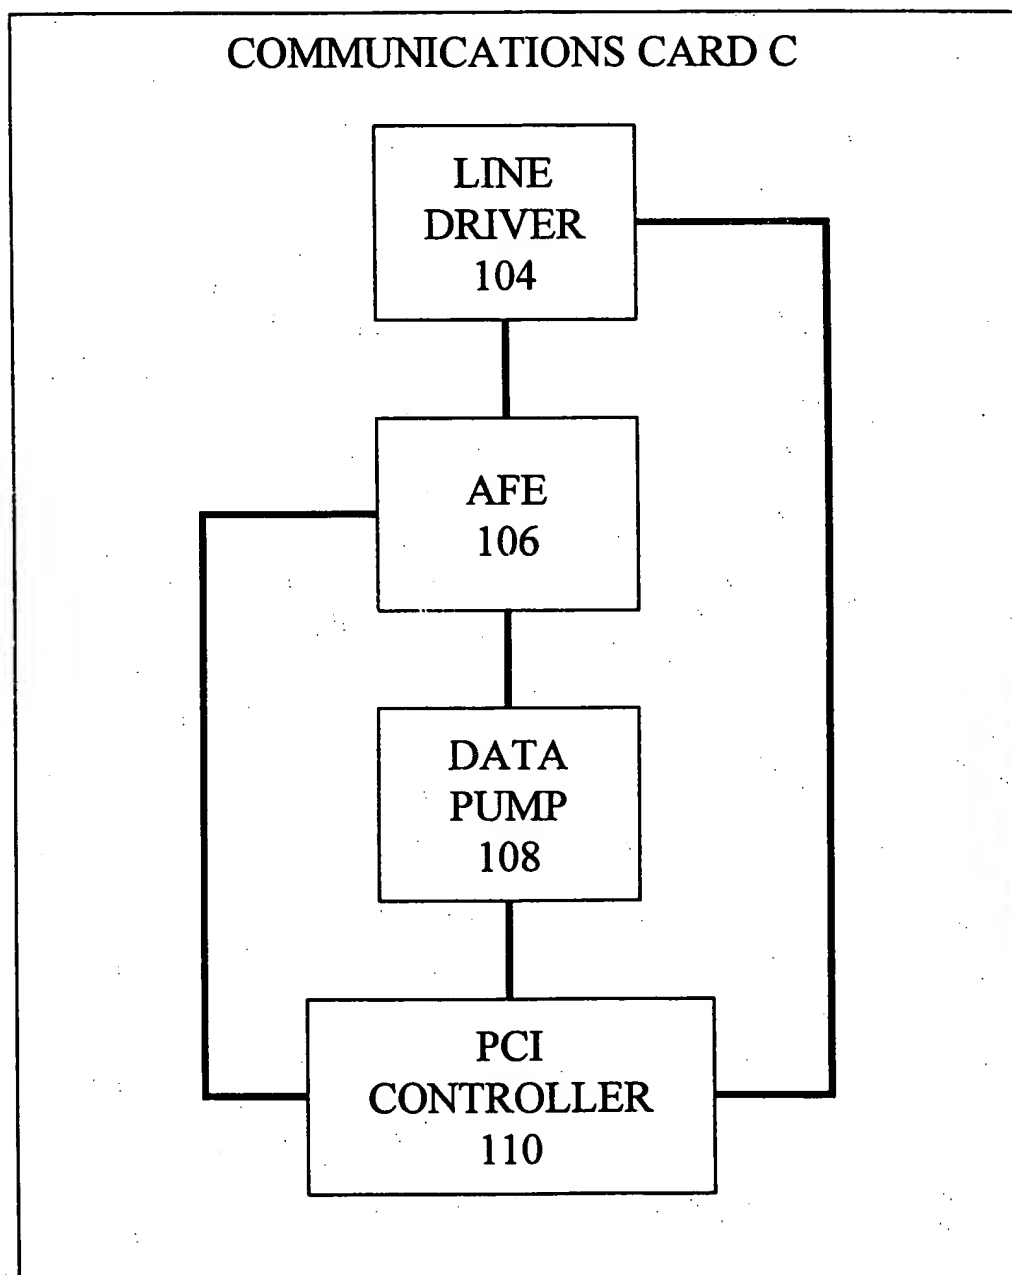 COMMUNICATIONS CARD C
LINE
DRIVER
104
AFE
106
DATA
PUMP
108
PCI
CONTROLLER
110